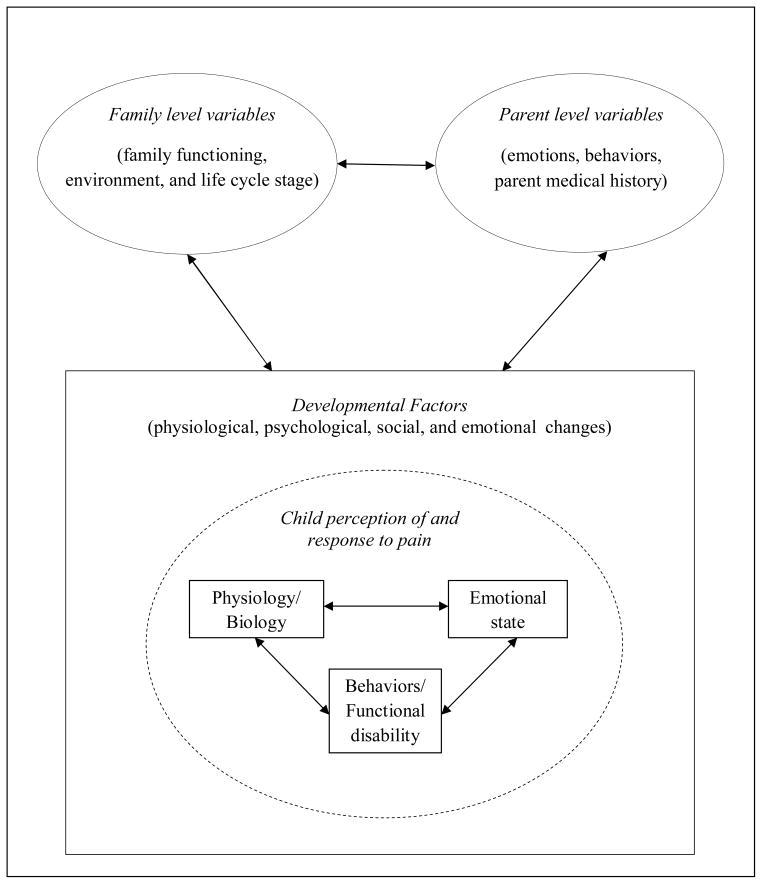 Family level variables
(family functioning,
environment, and life cycle stage)
Parent level variables
(emotions, behaviors,
parent medical history)
Developmental Factors
(physiological, psychological, social, and emotional changes)
Child perception of and
response to pain
Physiology/
Biology
Emotional
state
Behaviors/
Functional
disability